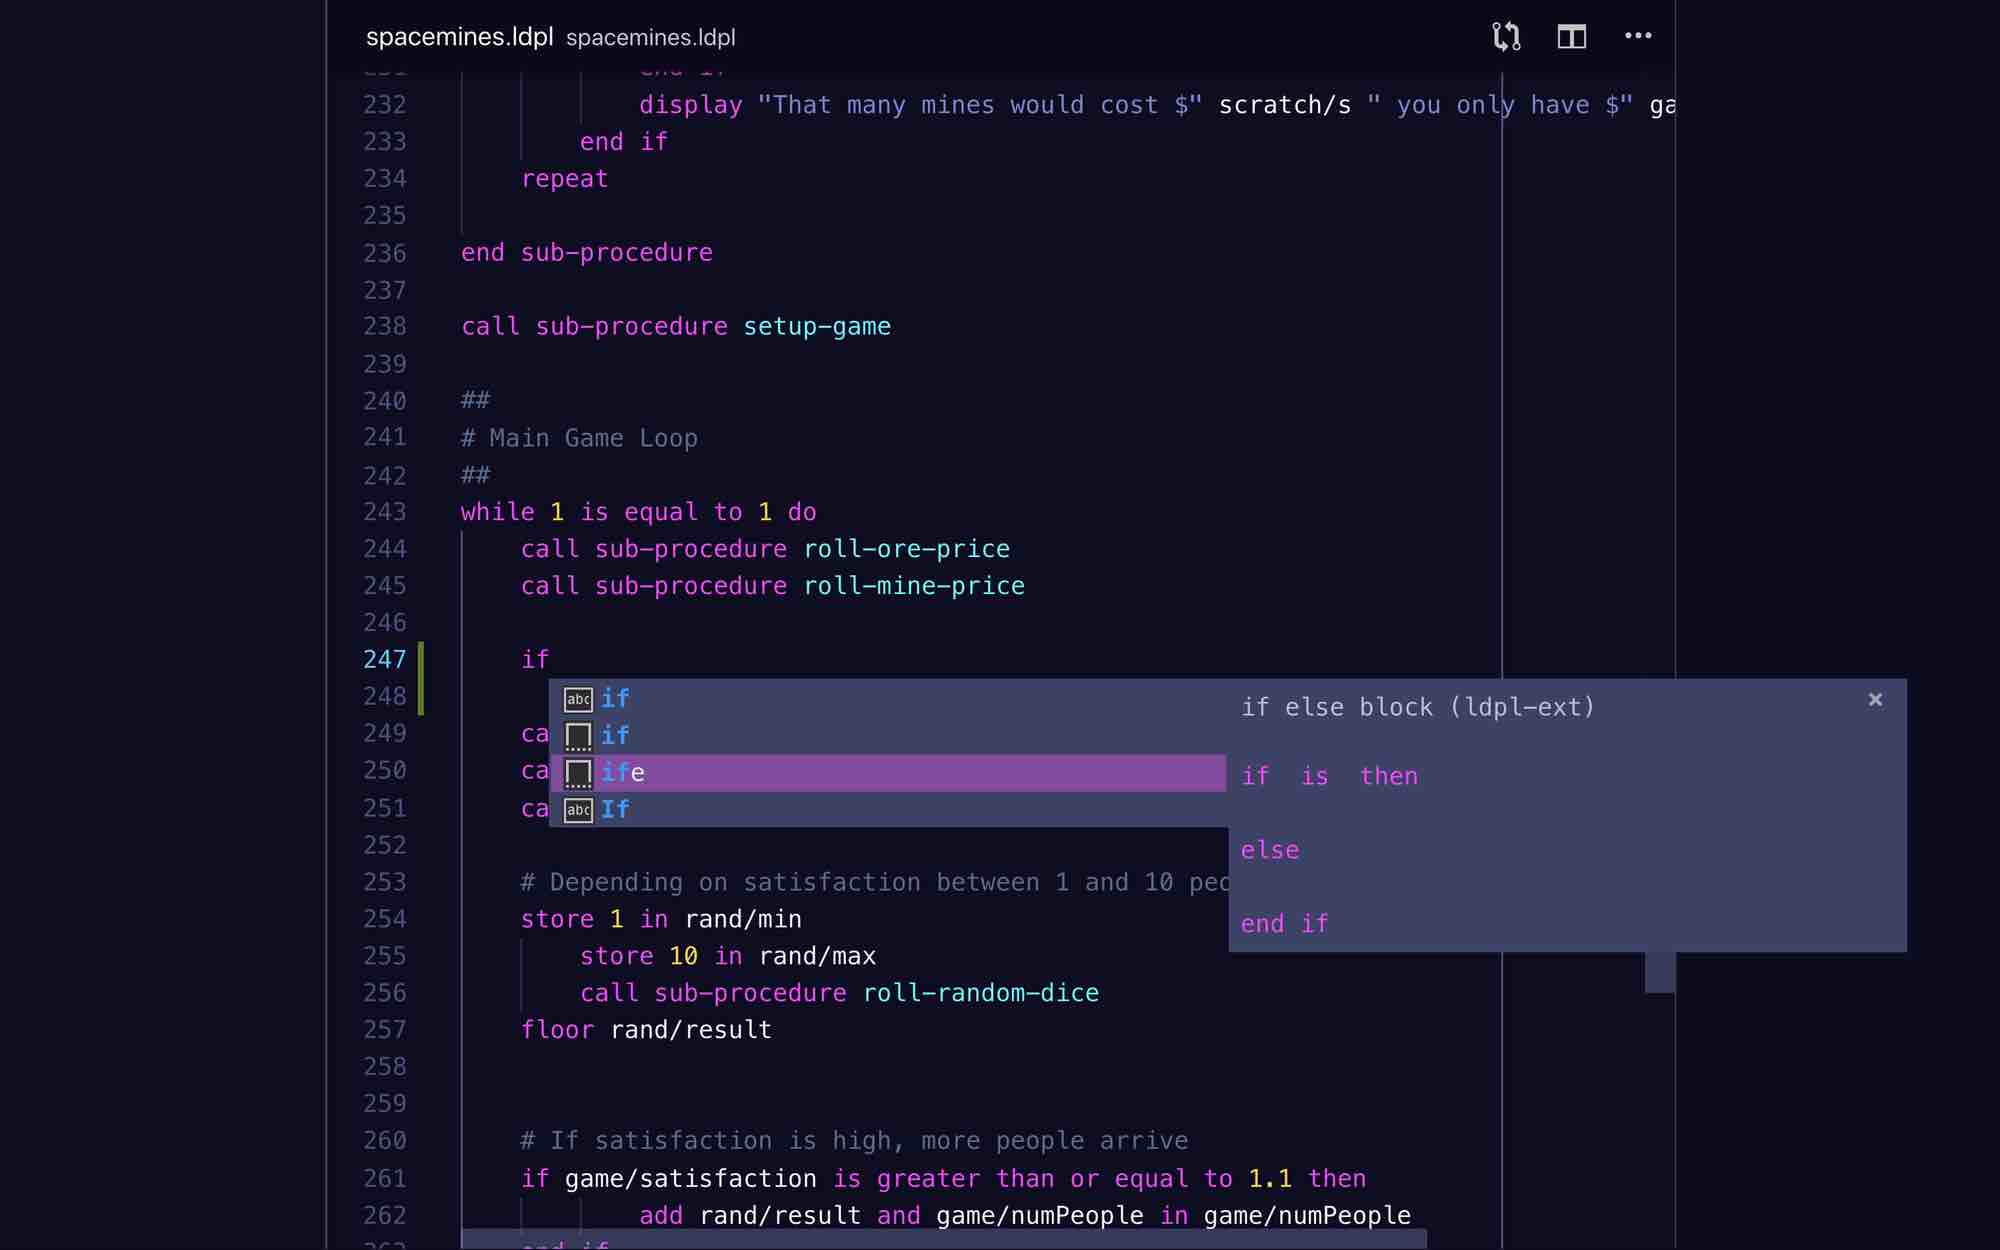 spacemines.ldpl spacemines.ldpl
231 end if
232 display "That many mines would cost $" scratch/s " you only have $" ga
233 end if
234 repeat
235
236 end sub-procedure
237
238 call sub-procedure setup-game
239
240 ##
241 # Main Game Loop
242 ##
243 while 1 is equal to 1 do
244 call sub-procedure roll-ore-price
245 call sub-procedure roll-mine-price
246
247 if
248
abc if
if
ife
abc If
if else block (ldpl-ext)
if is then
else
end if
249 ca
250 ca
251 ca
252
253 # Depending on satisfaction between 1 and 10 peo
254 store 1 in rand/min
255 store 10 in rand/max
256 call sub-procedure roll-random-dice
257 floor rand/result
258
259
260 # If satisfaction is high, more people arrive
261 if game/satisfaction is greater than or equal to 1.1 then
262 add rand/result and game/numPeople in game/numPeople
263 end if